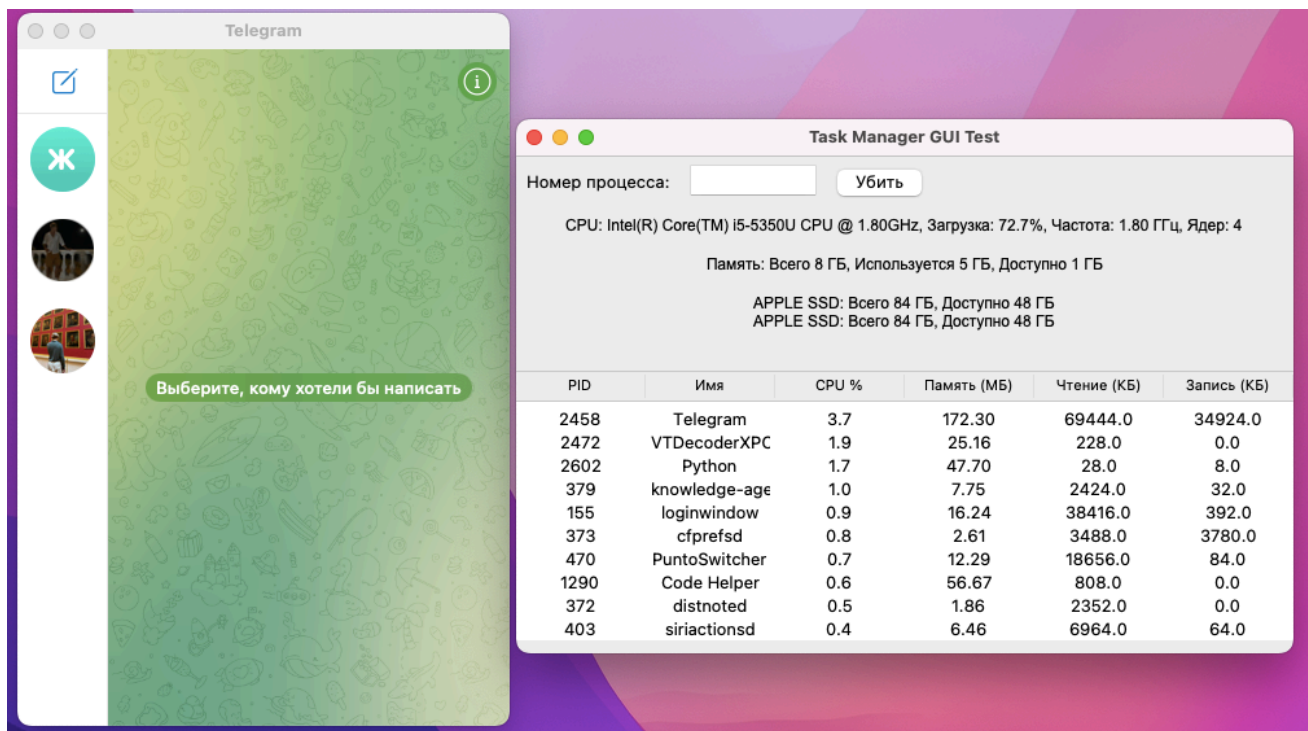 Telegram
Ж
Выберите, кому хотели бы написать
Task Manager GUI Test
Номер процесса: Убить
CPU: Intel(R) Core(TM) i5-5350U CPU @ 1.80GHz, Загрузка: 72.7%, Частота: 1.80 ГГц, Ядер: 4
Память: Всего 8 ГБ, Используется 5 ГБ, Доступно 1 ГБ
APPLE SSD: Всего 84 ГБ, Доступно 48 ГБ
APPLE SSD: Всего 84 ГБ, Доступно 48 ГБ
PID Имя CPU % Память (МБ) Чтение (КБ) Запись (КБ)
2458 Telegram 3.7 172.30 69444.0 34924.0
2472 VTDecoderXPC 1.9 25.16 228.0 0.0
2602 Python 1.7 47.70 28.0 8.0
379 knowledge-age 1.0 7.75 2424.0 32.0
155 loginwindow 0.9 16.24 38416.0 392.0
373 cfprefsd 0.8 2.61 3488.0 3780.0
470 PuntoSwitcher 0.7 12.29 18656.0 84.0
1290 Code Helper 0.6 56.67 808.0 0.0
372 distnoted 0.5 1.86 2352.0 0.0
403 siriactionsd 0.4 6.46 6964.0 64.0